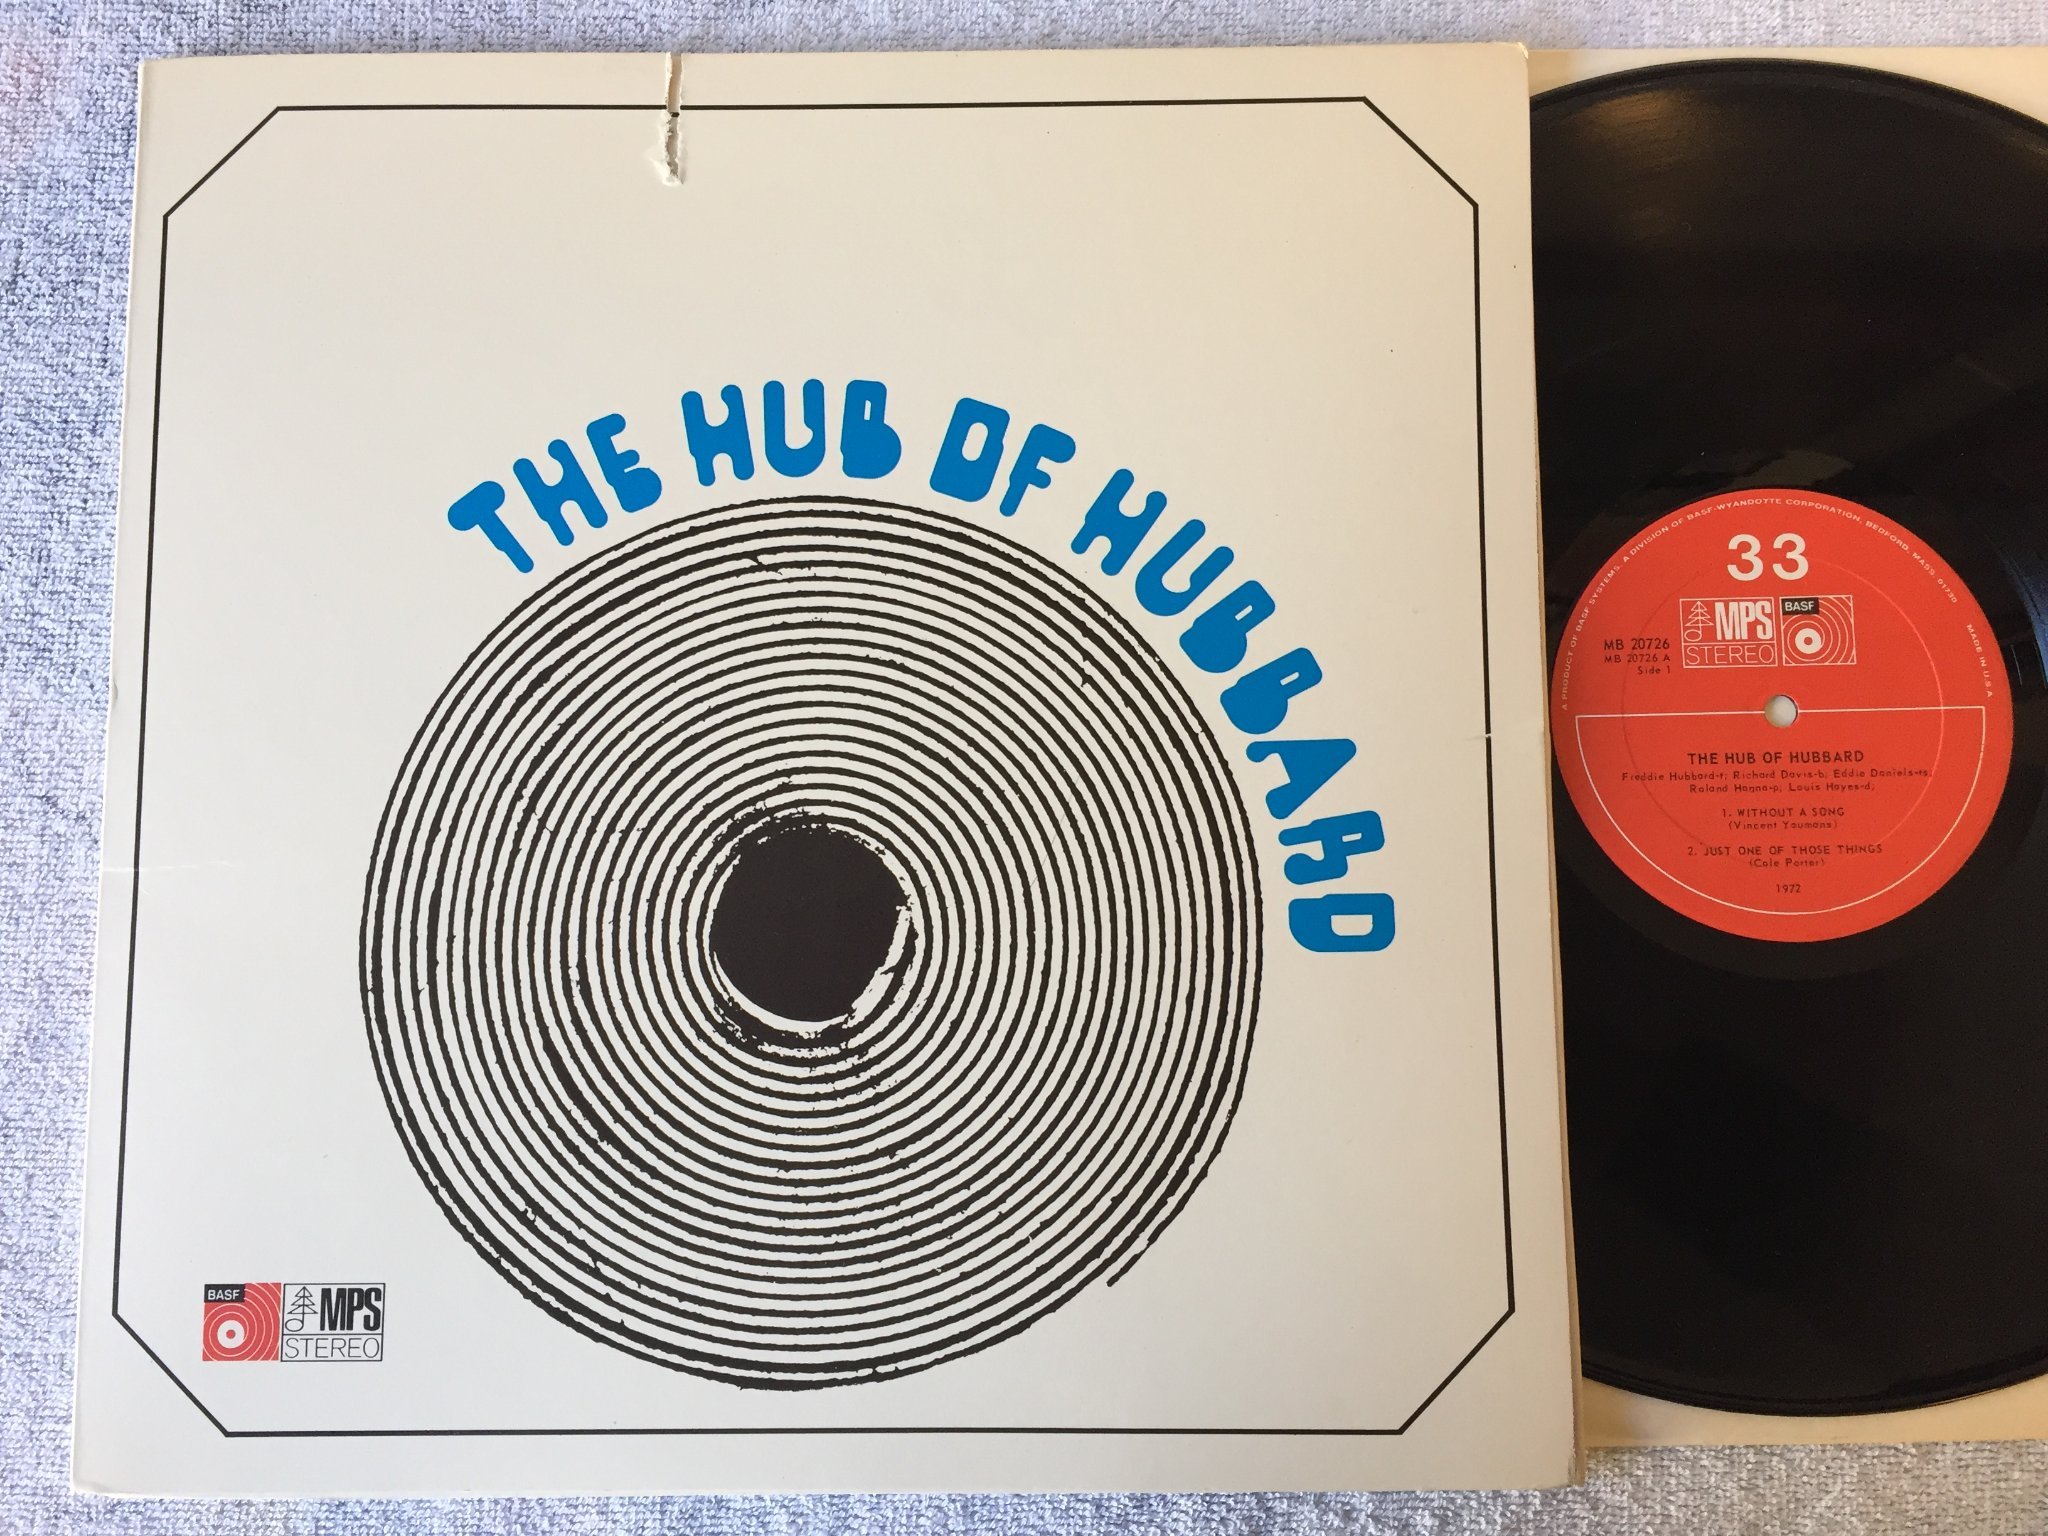 THE HUB OF HUBBARD
BASF
MPS
STEREO
A PRODUCT OF BASF SYSTEMS, A DIVISION OF BASF-WYANDOTTE CORPORATION, BEDFORD, MASS. 01730 MADE IN U.S.A
33
MPS
STEREO
BASF
MB 20726
MB 20726 A
Side 1
THE HUB OF HUBBARD
Freddie Hubbard-t; Richard Davis-b; Eddie Daniels-ts,
Roland Hanna-p; Louis Hayes-d;
1. WITHOUT A SONG
(Vincent Youmans)
2. JUST ONE OF THOSE THINGS
(Cole Porter)
1972